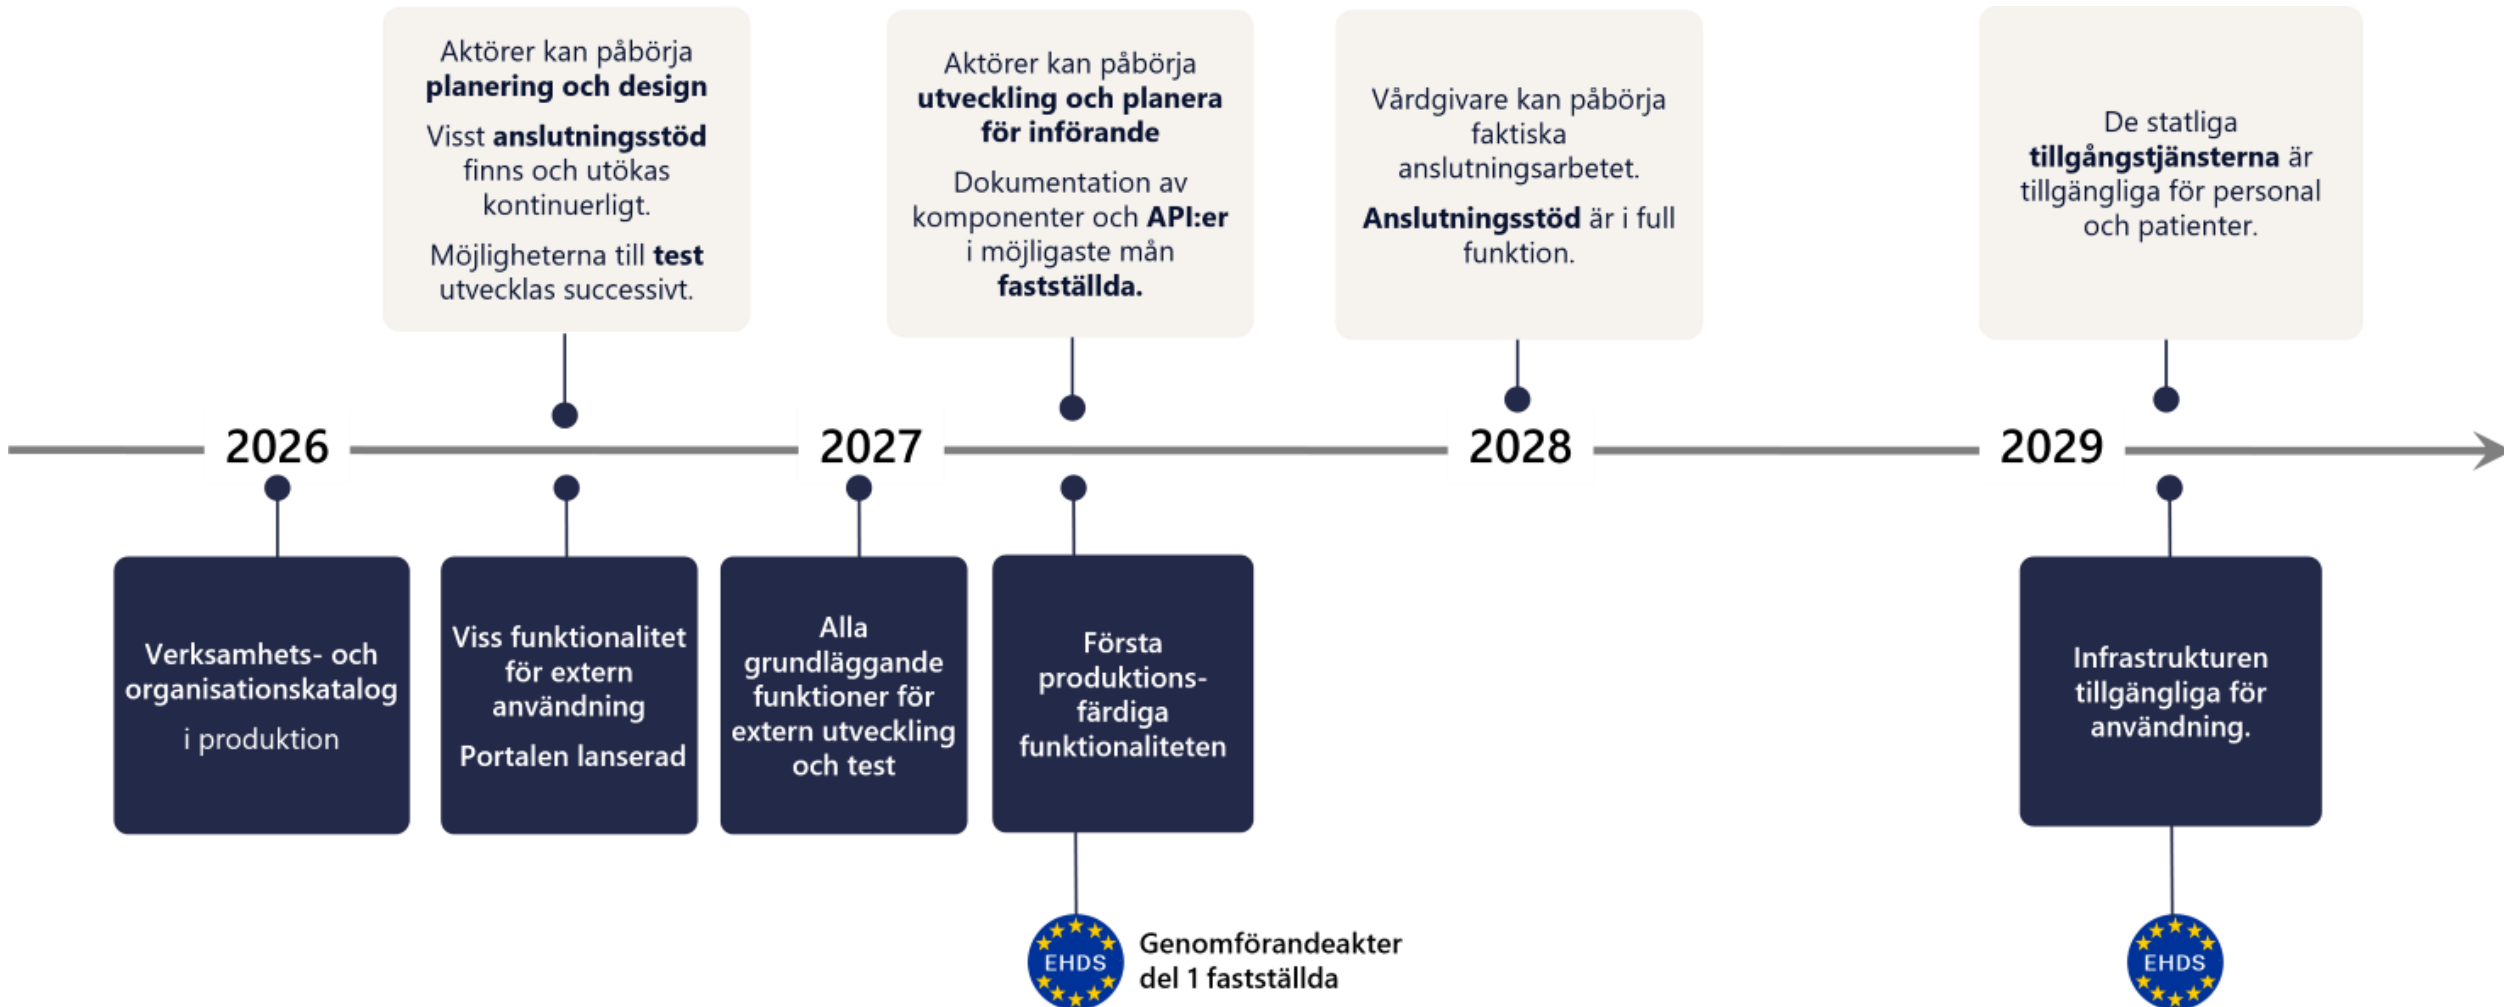 Aktörer kan påbörja
planering och design
Visst anslutningsstöd
finns och utökas
kontinuerligt.
Möjligheterna till test
utvecklas successivt.
Aktörer kan påbörja
utveckling och planera
för införande
Dokumentation av
komponenter och API:er
i möjligaste mån
fastställda.
Vårdgivare kan påbörja
faktiska
anslutningsarbetet.
Anslutningsstöd är i full
funktion.
De statliga
tillgångstjänsterna är
tillgängliga för personal
och patienter.
2026
2027
2028
2029
Verksamhets- och
organisationskatalog
i produktion
Viss funktionalitet
för extern
användning
Portalen lanserad
Alla
grundläggande
funktioner för
extern utveckling
och test
Första
produktions-
färdiga
funktionaliteten
Infrastrukturen
tillgängliga för
användning.
EHDS
Genomförandeakter
del 1 fastställda
EHDS